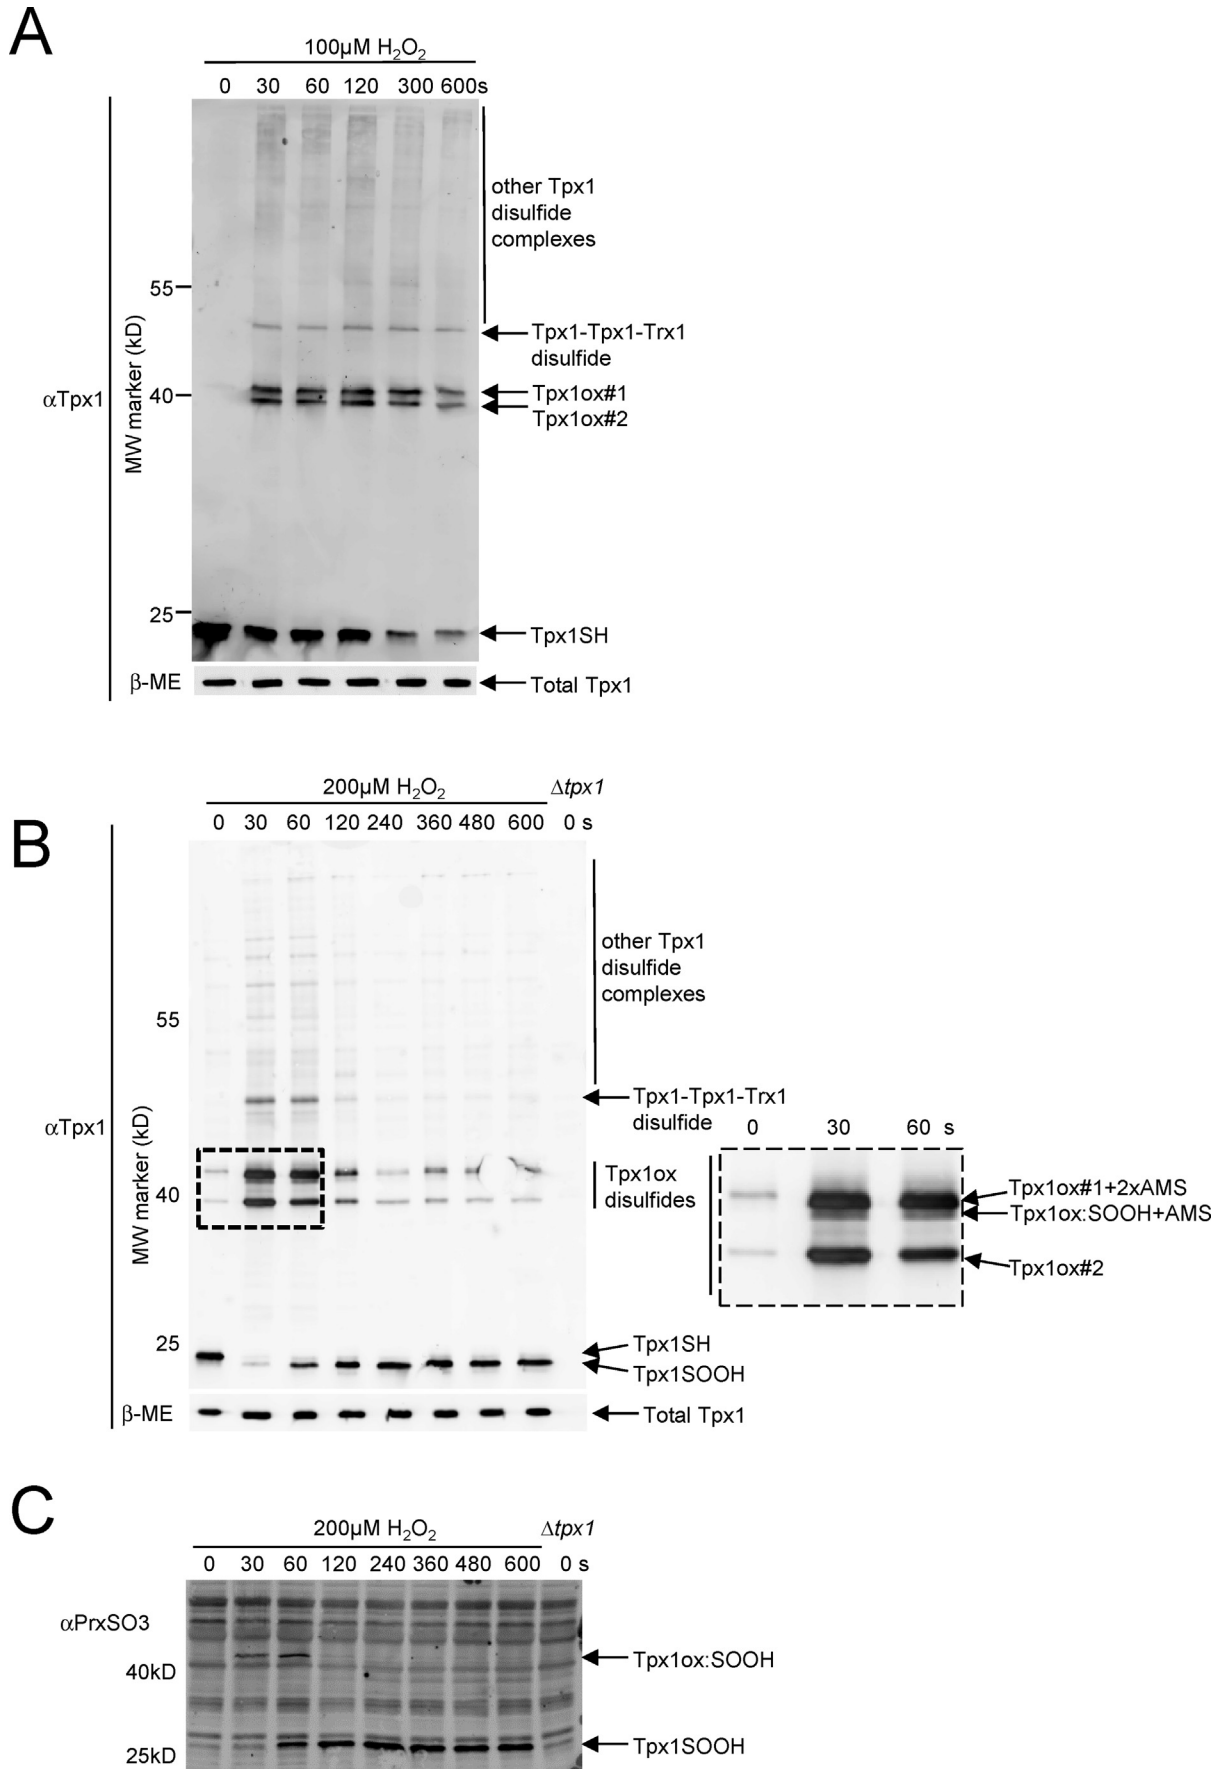 A
100µM H₂O₂
0 30 60 120 300 600s
αTpx1
MW marker (kD)
55
40
25
other Tpx1
disulfide
complexes
Tpx1-Tpx1-Trx1
disulfide
Tpx1ox#1
Tpx1ox#2
Tpx1SH
β-ME
Total Tpx1
B
200µM H₂O₂ Δtpx1
0 30 60 120 240 360 480 600 0 s
αTpx1
MW marker (kD)
55
40
25
other Tpx1
disulfide
complexes
Tpx1-Tpx1-Trx1
disulfide
Tpx1ox
disulfides
0 30 60 s
Tpx1ox#1+2xAMS
Tpx1ox:SOOH+AMS
Tpx1ox#2
Tpx1SH
Tpx1SOOH
β-ME
Total Tpx1
C
200µM H₂O₂ Δtpx1
0 30 60 120 240 360 480 600 0 s
αPrxSO3
40kD
25kD
Tpx1ox:SOOH
Tpx1SOOH